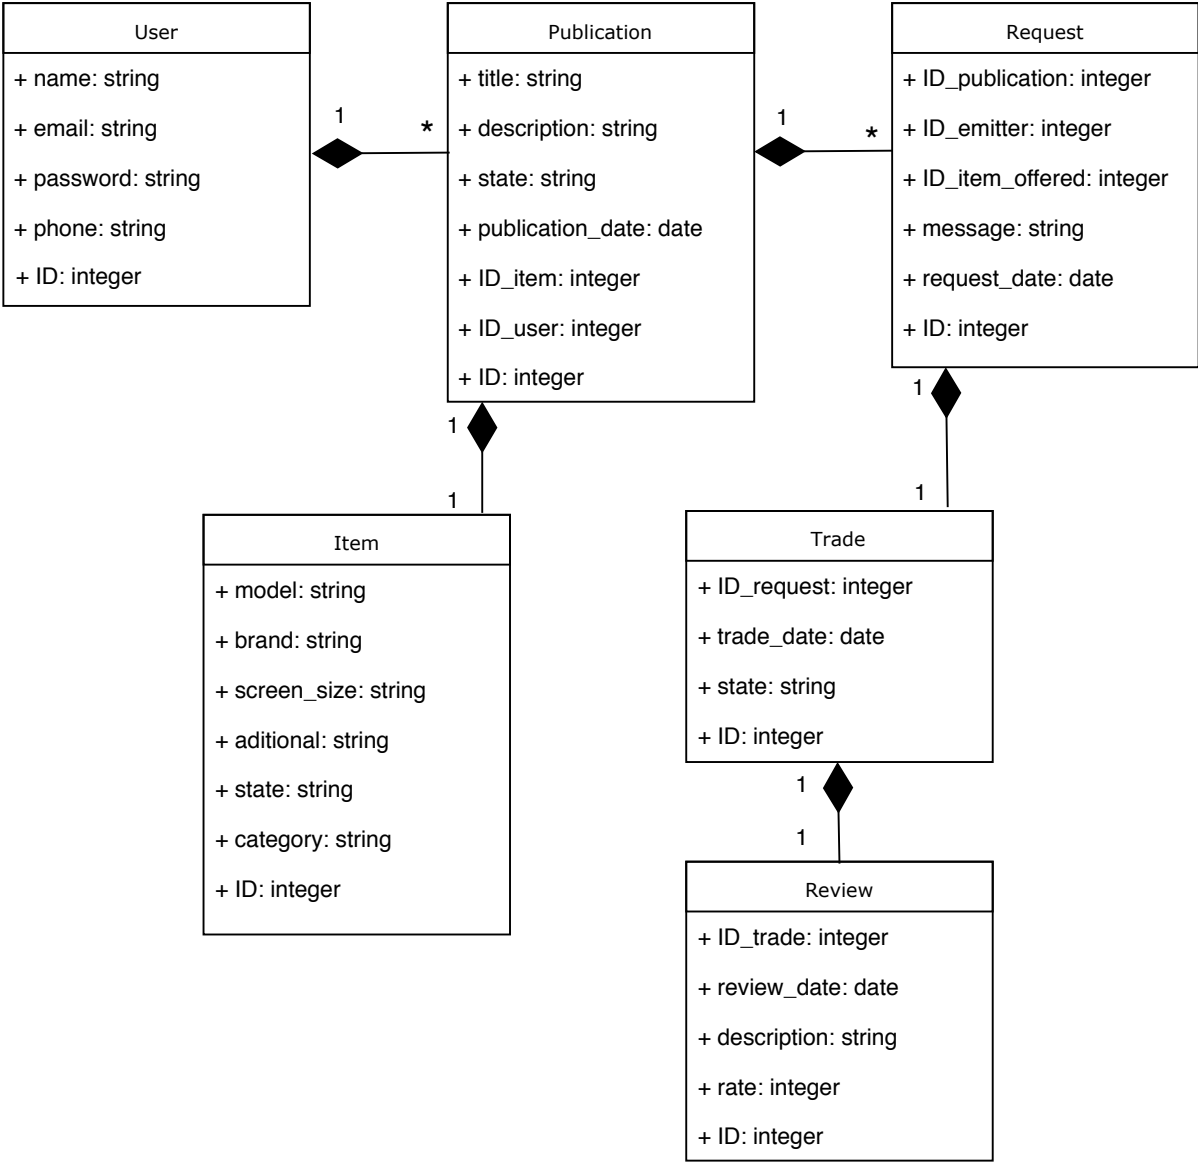 User
+ name: string
+ email: string
+ password: string
+ phone: string
+ ID: integer
1
*
Publication
+ title: string
+ description: string
+ state: string
+ publication_date: date
+ ID_item: integer
+ ID_user: integer
+ ID: integer
1
*
Request
+ ID_publication: integer
+ ID_emitter: integer
+ ID_item_offered: integer
+ message: string
+ request_date: date
+ ID: integer
1
1
Item
+ model: string
+ brand: string
+ screen_size: string
+ aditional: string
+ state: string
+ category: string
+ ID: integer
1
1
Trade
+ ID_request: integer
+ trade_date: date
+ state: string
+ ID: integer
1
1
Review
+ ID_trade: integer
+ review_date: date
+ description: string
+ rate: integer
+ ID: integer